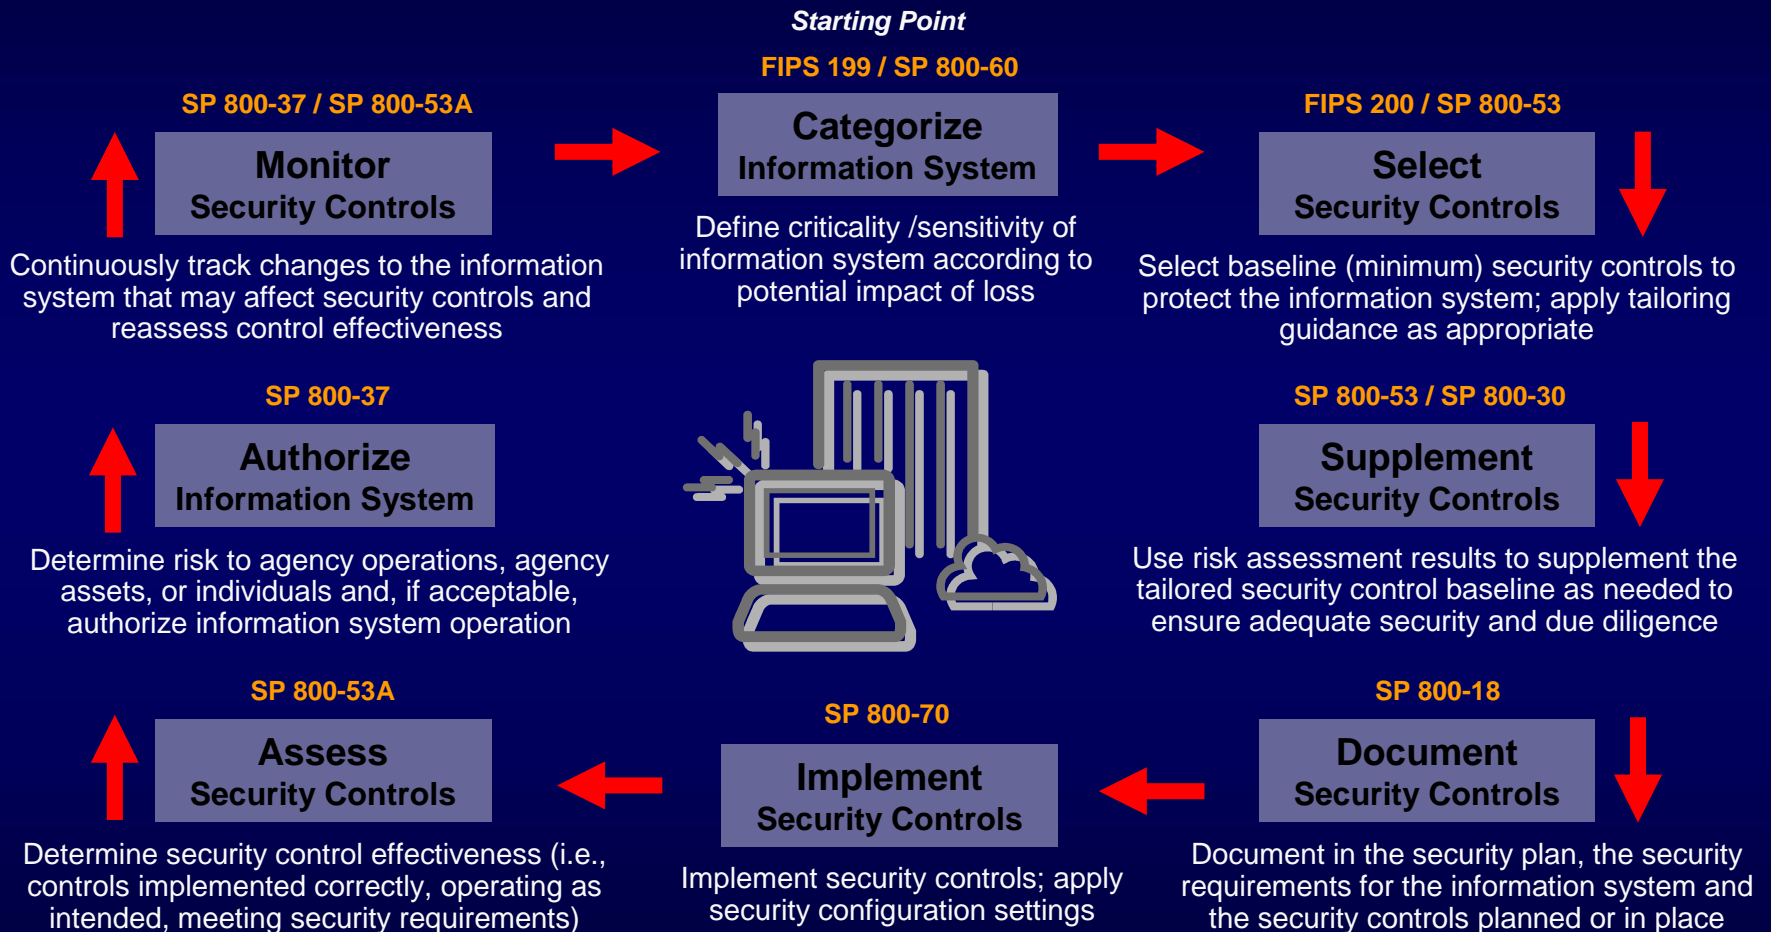 Starting Point
FIPS 199 / SP 800-60
Categorize
Information System
Define criticality /sensitivity of
information system according to
potential impact of loss
FIPS 200 / SP 800-53
Select
Security Controls
Select baseline (minimum) security controls to
protect the information system; apply tailoring
guidance as appropriate
SP 800-53 / SP 800-30
Supplement
Security Controls
Use risk assessment results to supplement the
tailored security control baseline as needed to
ensure adequate security and due diligence
SP 800-18
Document
Security Controls
Document in the security plan, the security
requirements for the information system and
the security controls planned or in place
SP 800-70
Implement
Security Controls
Implement security controls; apply
security configuration settings
SP 800-53A
Assess
Security Controls
Determine security control effectiveness (i.e.,
controls implemented correctly, operating as
intended, meeting security requirements)
SP 800-37
Authorize
Information System
Determine risk to agency operations, agency
assets, or individuals and, if acceptable,
authorize information system operation
SP 800-37 / SP 800-53A
Monitor
Security Controls
Continuously track changes to the information
system that may affect security controls and
reassess control effectiveness